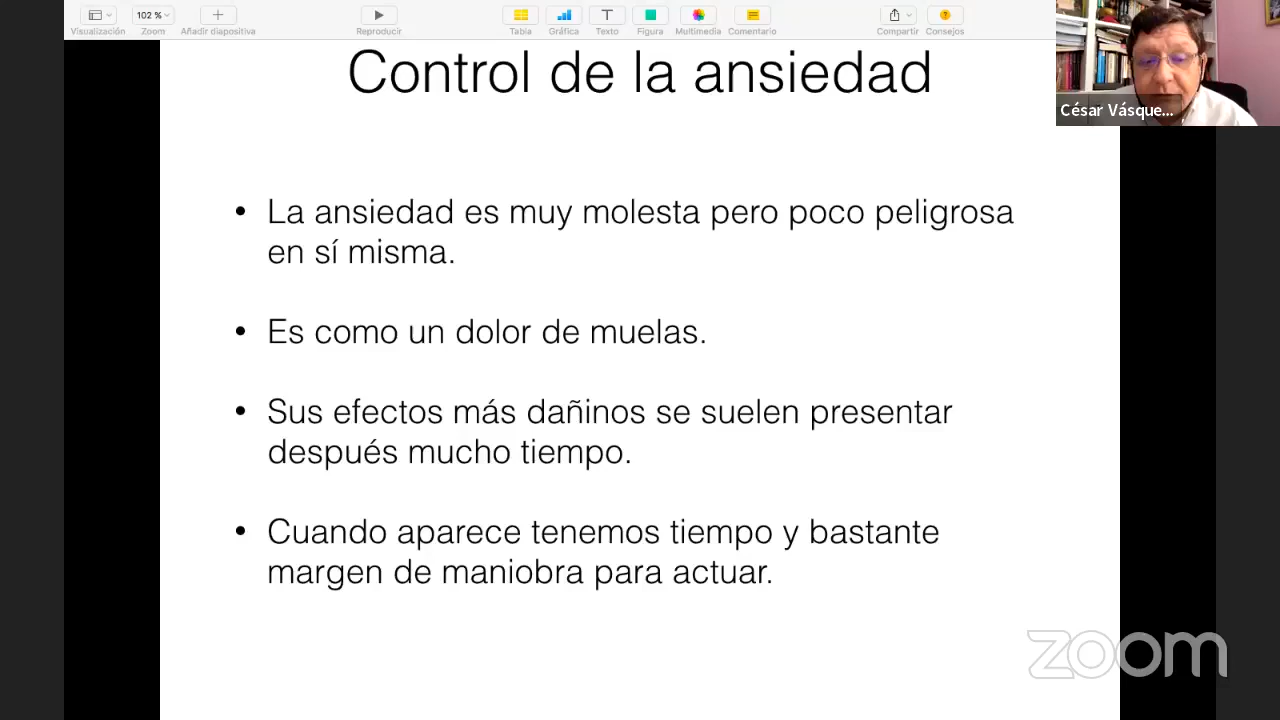 102 %
Visualización
Zoom
Añadir diapositiva
Reproducir
Tabla
Gráfica
Texto
Figura
Multimedia
Comentario
Compartir
Consejos
César Vásque...
Control de la ansiedad
• La ansiedad es muy molesta pero poco peligrosa
en sí misma.
• Es como un dolor de muelas.
• Sus efectos más dañinos se suelen presentar
después mucho tiempo.
• Cuando aparece tenemos tiempo y bastante
margen de maniobra para actuar.
zoom